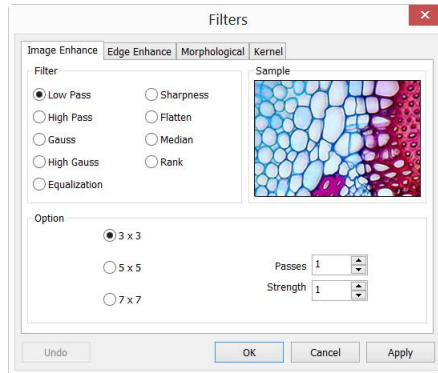 Filters
Image Enhance Edge Enhance Morphological Kernel
Filter
Sample
Low Pass Sharpness
High Pass Flatten
Gauss Median
High Gauss Rank
Equalization
Option
3 x 3
5 x 5
Passes 1
Strength 1
7 x 7
Undo OK Cancel Apply